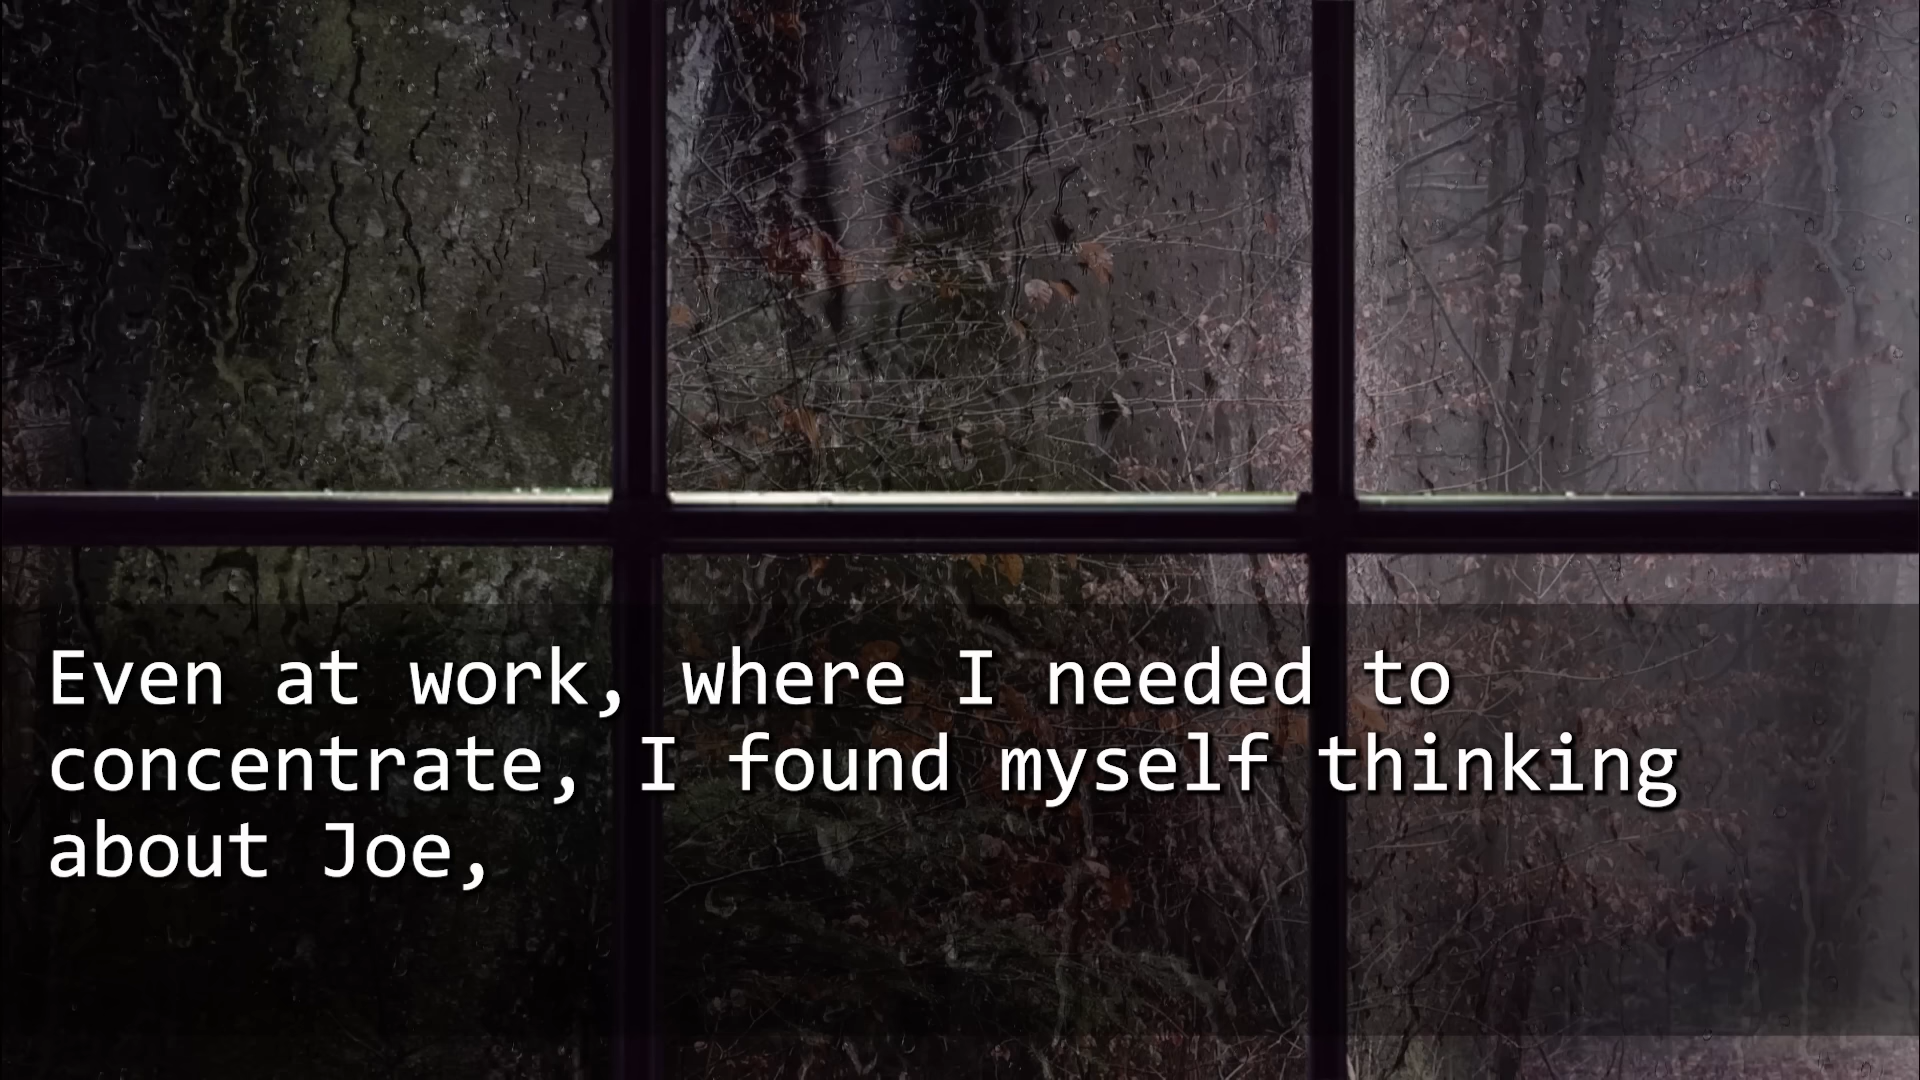 Even at work, where I needed to
concentrate, I found myself thinking
about Joe,